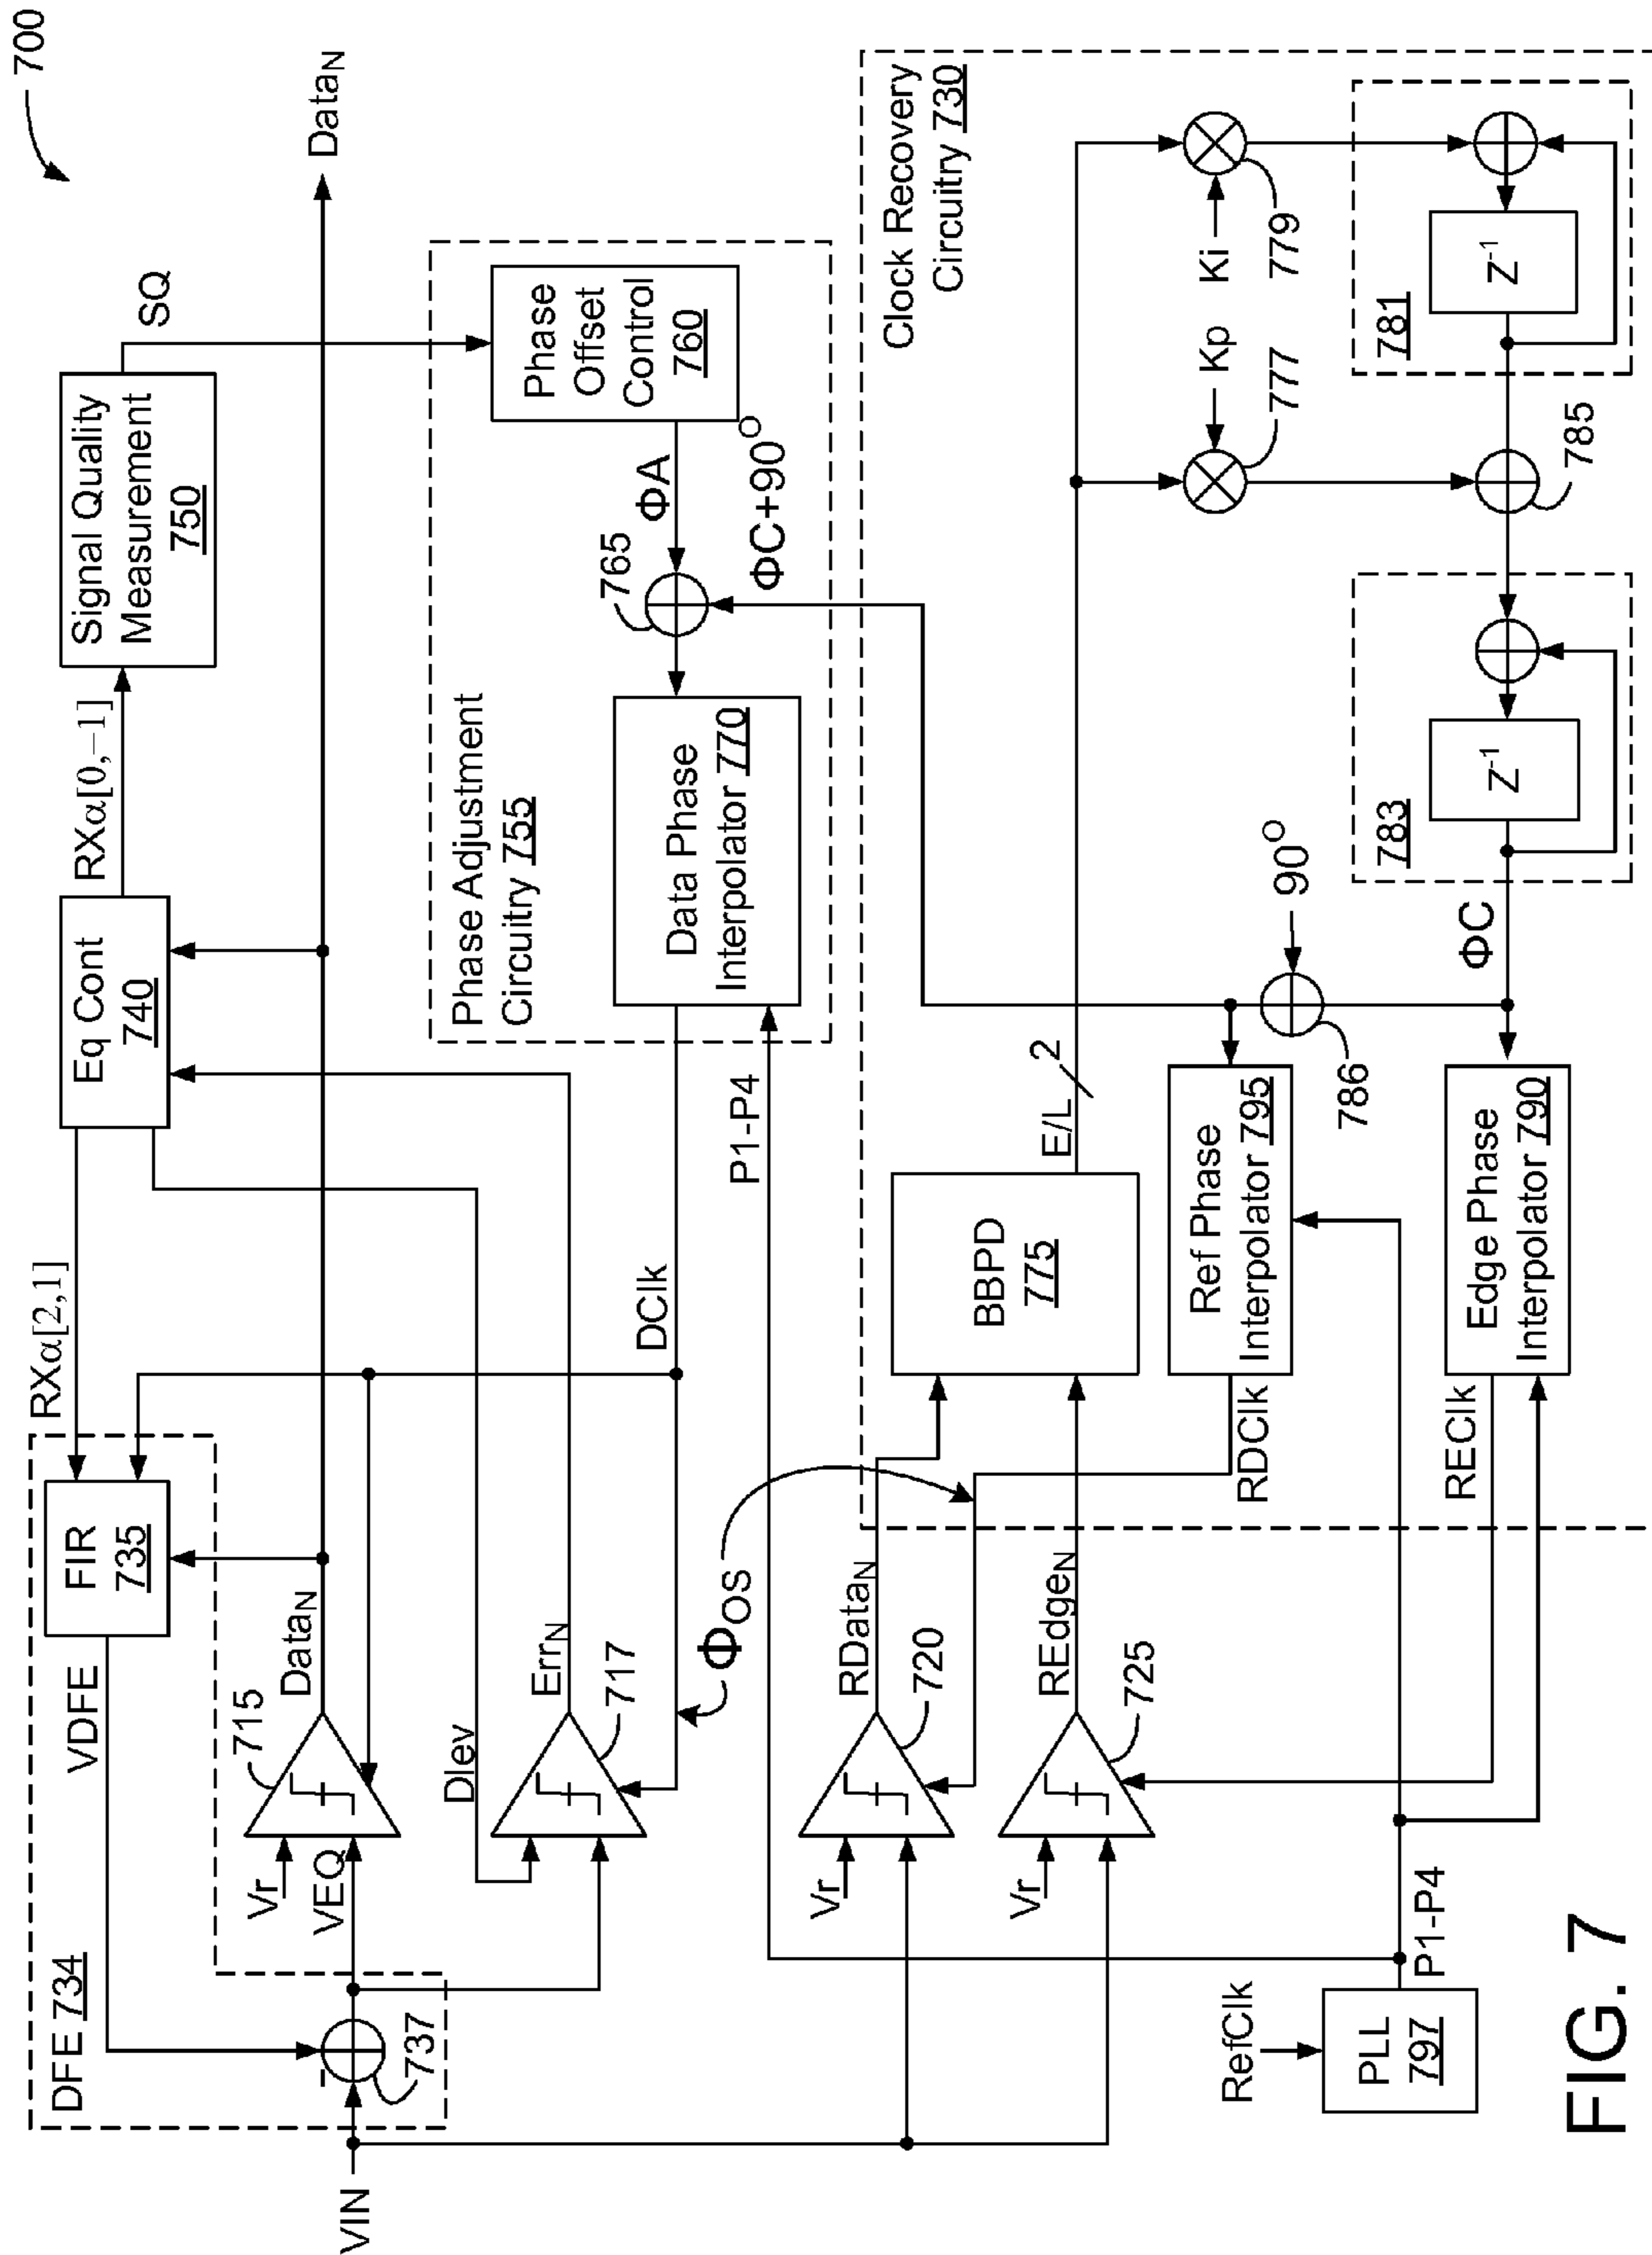 700
DFE 734
VDFE
FIR
735
RXα[2,1]
Eq Cont
740
RXα[0,−1]
Signal Quality
Measurement
750
SQ
VIN
737
-
VEQ
Vr
715
DataN
DataN
Dlev
717
ErrN
ΦOS
DClk
P1-P4
Phase Adjustment
Circuitry 755
Data Phase
Interpolator 770
765
ΦA
ΦC+90°
Phase
Offset
Control
760
Vr
720
RDataN
Vr
725
REdgeN
RDClk
REClk
BBPD
775
E/L
2
Clock Recovery
Circuitry 730
Ref Phase
Interpolator 795
Edge Phase
Interpolator 790
786
90°
ΦC
783
Z-1
785
777
Kp
Ki
779
781
Z-1
RefClk
PLL
797
P1-P4
FIG. 7